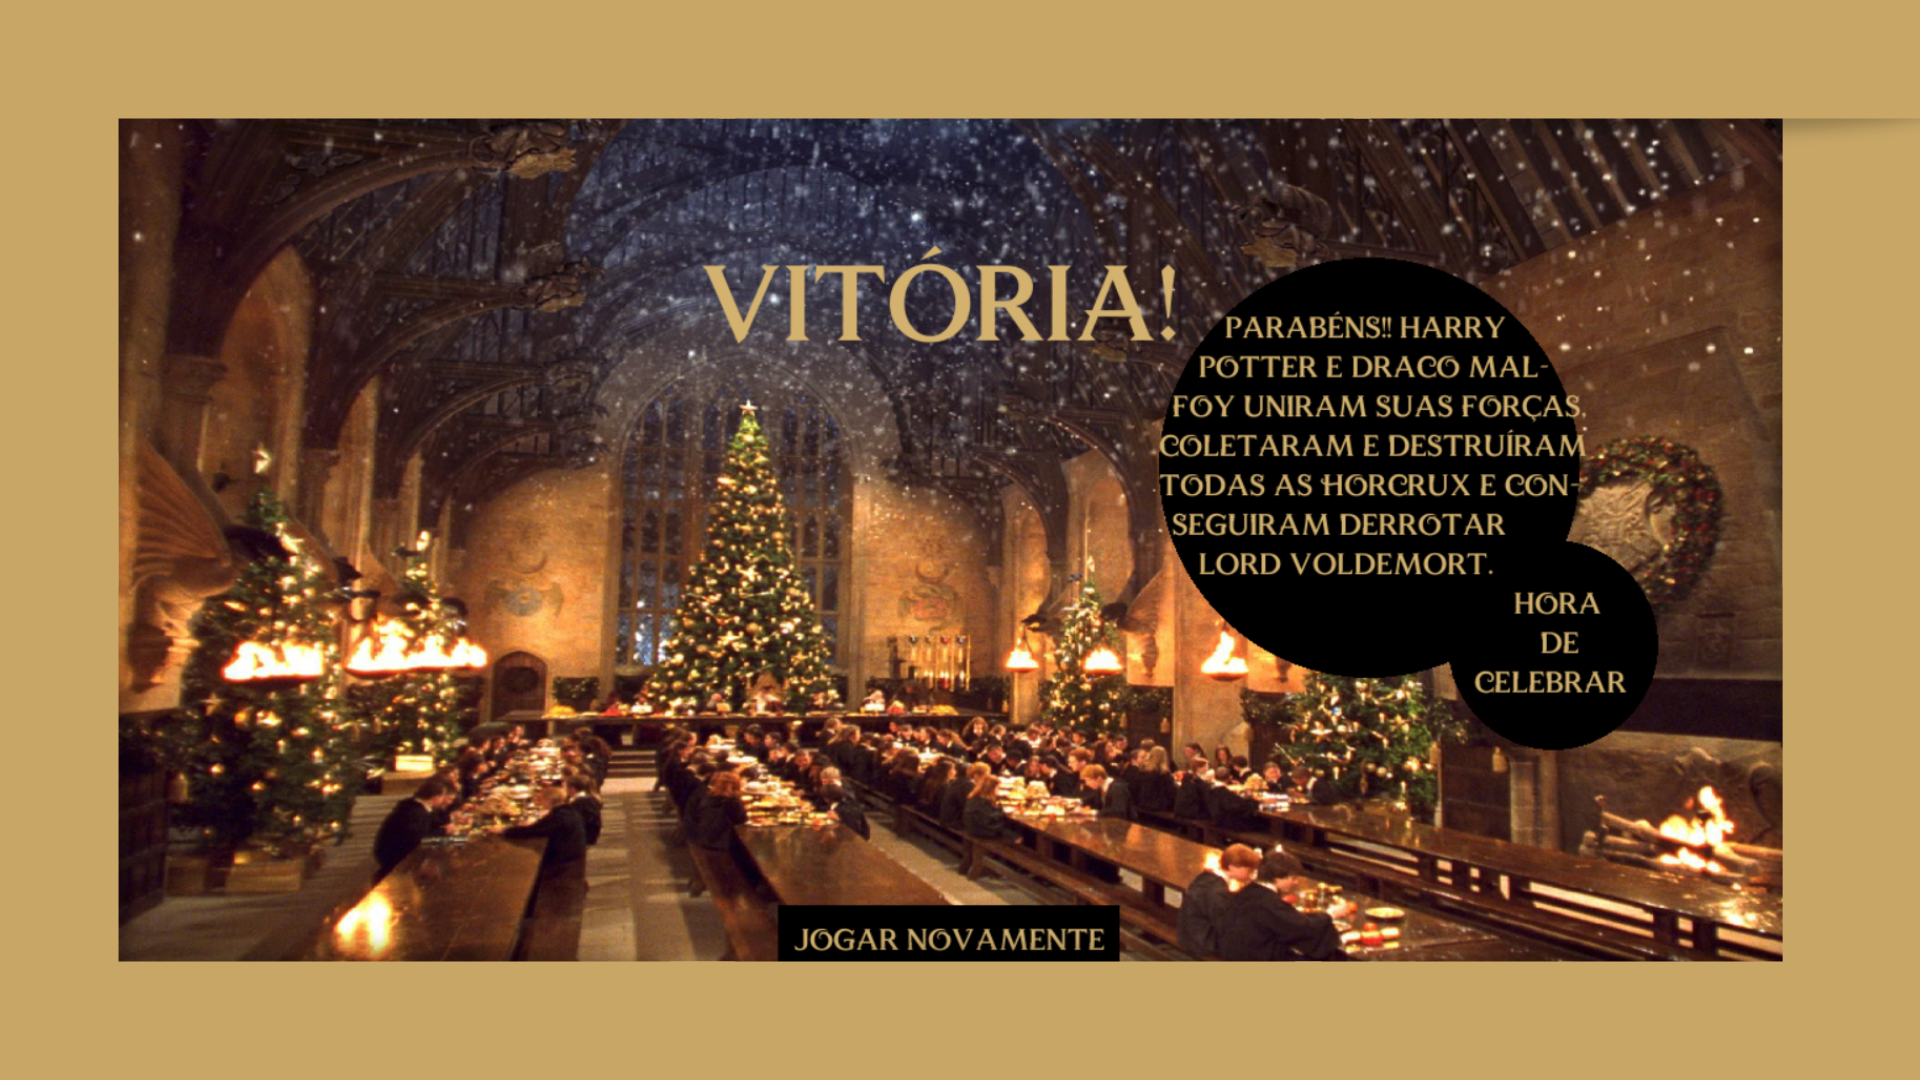 VITÓRIA!
PARABÉNS!! HARRY
POTTER E DRACO MAL-
FOY UNIRAM SUAS FORÇAS,
COLETARAM E DESTRUÍRAM
TODAS AS HORCRUX E CON-
SEGUIRAM DERROTAR
LORD VOLDEMORT.
HORA
DE
CELEBRAR
JOGAR NOVAMENTE